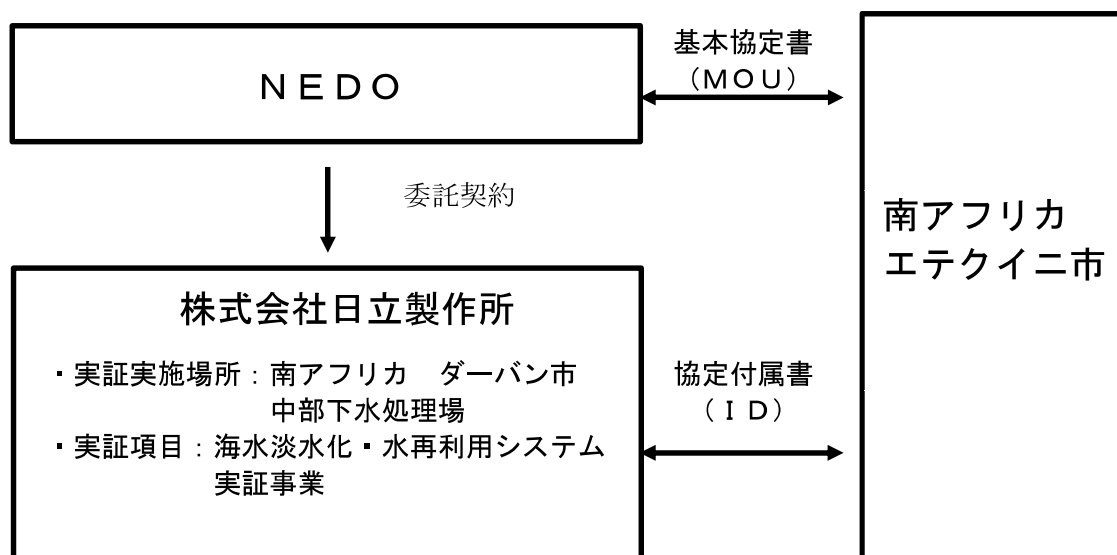 NEDO
基本協定書
(MOU)
委託契約
南アフリカ
エテクイニ市
株式会社日立製作所
・実証実施場所:南アフリカ ダーバン市
中部下水処理場
・実証項目:海水淡水化・水再利用システム
実証事業
協定付属書
(ID)